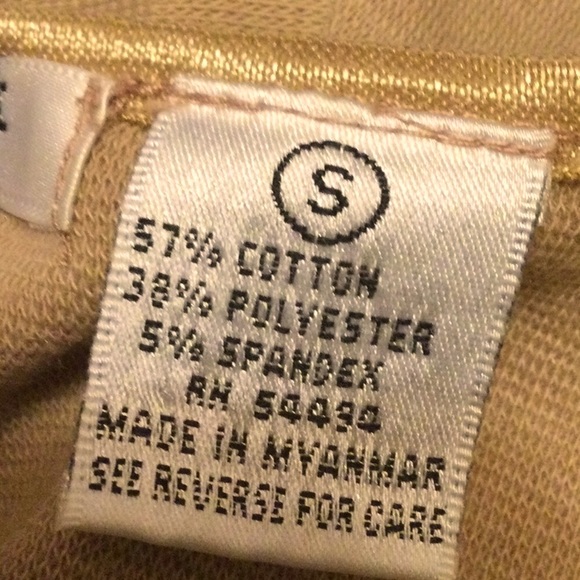 S
57% COTTON
38% POLYESTER
5% SPANDEX
RN 54494
MADE IN MYANMAR
SEE REVERSE FOR CARE